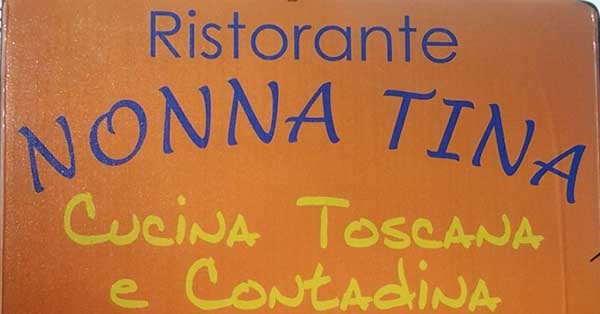 Ristorante
NONNA TINA
CUCINA TOSCANA
e CONTADINA